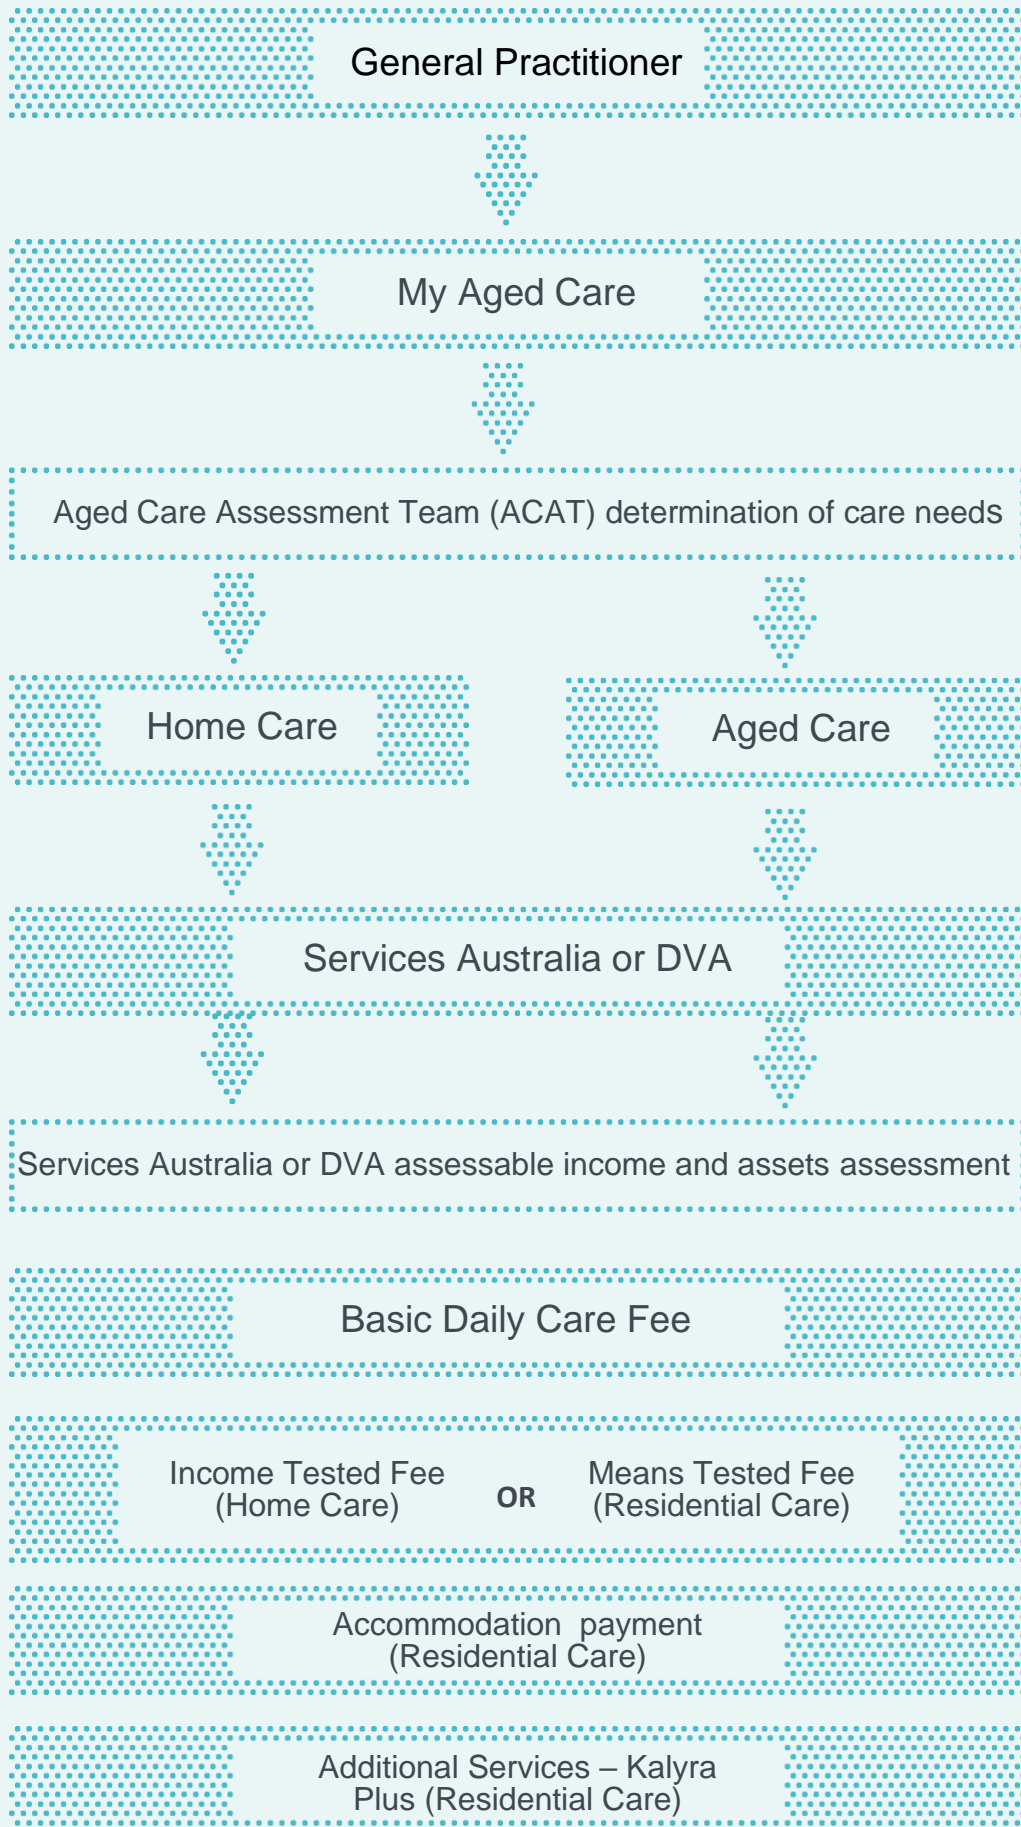 General Practitioner
My Aged Care
Aged Care Assessment Team (ACAT) determination of care needs
Home Care
Aged Care
Services Australia or DVA
Services Australia or DVA assessable income and assets assessment
Basic Daily Care Fee
Income Tested Fee
(Home Care)
OR
Means Tested Fee
(Residential Care)
Accommodation payment
(Residential Care)
Additional Services – Kalyra
Plus (Residential Care)